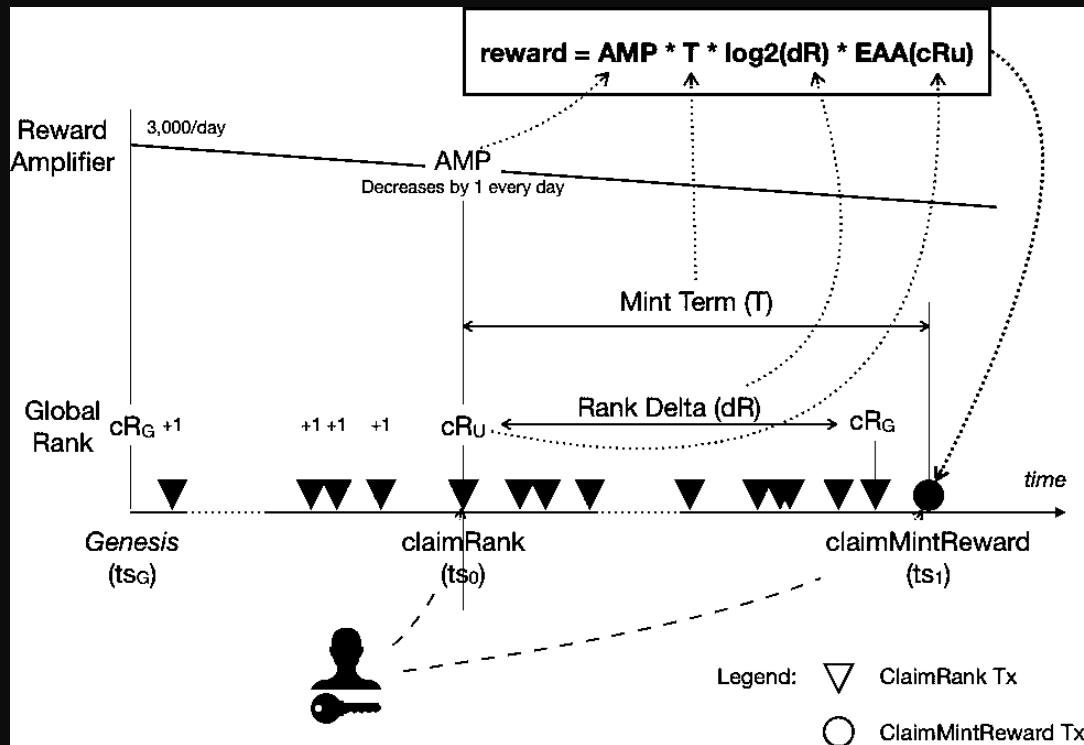 reward = AMP * T * log2(dR) * EAA(cRu)
Reward
Amplifier
3,000/day
AMP
Decreases by 1 every day
Mint Term (T)
Global
Rank
cRG +1
+1 +1 +1
cRU
Rank Delta (dR)
cRG
time
Genesis
(tsG)
claimRank
(ts0)
claimMintReward
(ts1)
Legend:
ClaimRank Tx
ClaimMintReward Tx